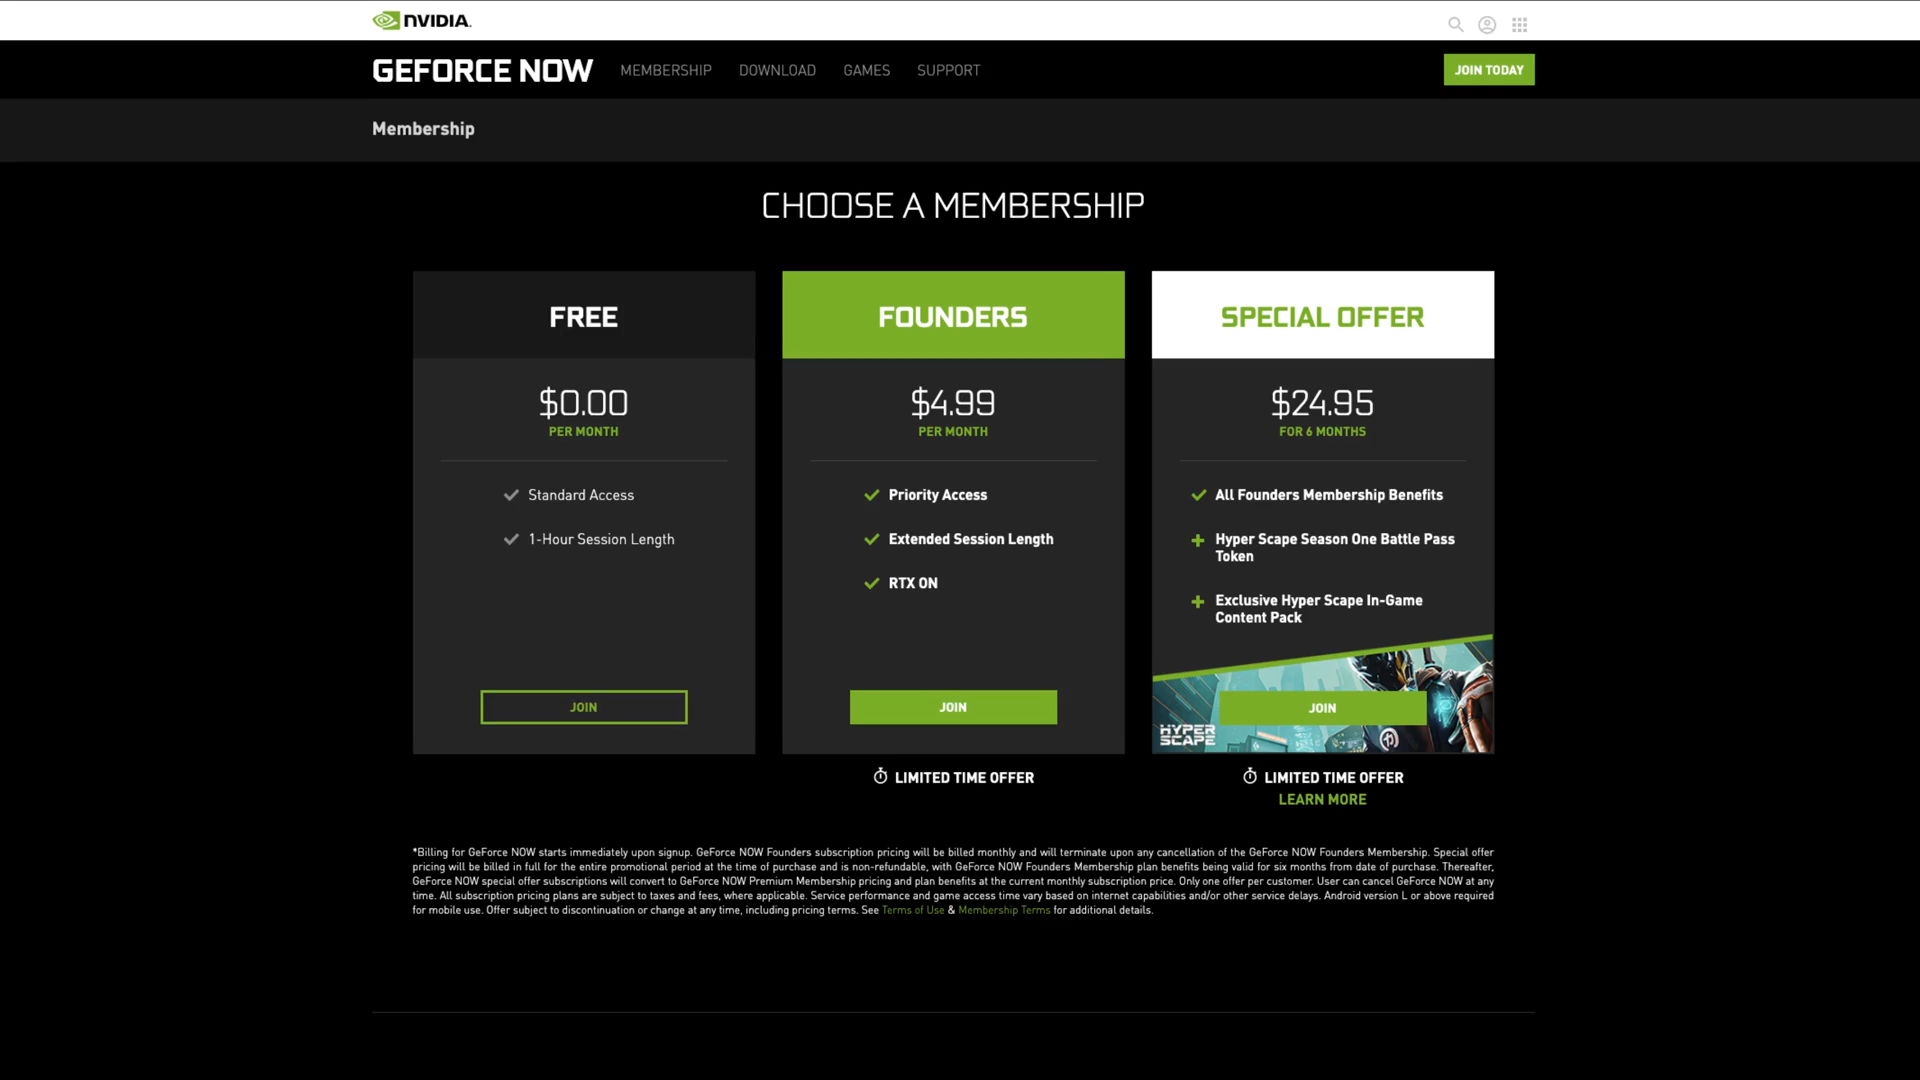 NVIDIA.
GEFORCE NOW MEMBERSHIP DOWNLOAD GAMES SUPPORT JOIN TODAY
Membership
CHOOSE A MEMBERSHIP
FREE
$0.00
PER MONTH
Standard Access
1-Hour Session Length
JOIN
FOUNDERS
$4.99
PER MONTH
Priority Access
Extended Session Length
RTX ON
JOIN
LIMITED TIME OFFER
SPECIAL OFFER
$24.95
FOR 6 MONTHS
All Founders Membership Benefits
Hyper Scape Season One Battle Pass
Token
Exclusive Hyper Scape In-Game
Content Pack
JOIN
HYPER
SCAPE
LIMITED TIME OFFER
LEARN MORE
*Billing for GeForce NOW starts immediately upon signup. GeForce NOW Founders subscription pricing will be billed monthly and will terminate upon any cancellation of the GeForce NOW Founders Membership. Special offer
pricing will be billed in full for the entire promotional period at the time of purchase and is non-refundable, with GeForce NOW Founders Membership plan benefits being valid for six months from date of purchase. Thereafter,
GeForce NOW special offer subscriptions will convert to GeForce NOW Premium Membership pricing and plan benefits at the current monthly subscription price. Only one offer per customer. User can cancel GeForce NOW at any
time. All subscription pricing plans are subject to taxes and fees, where applicable. Service performance and game access time vary based on internet capabilities and/or other service delays. Android version L or above required
for mobile use. Offer subject to discontinuation or change at any time, including pricing terms. See Terms of Use & Membership Terms for additional details.